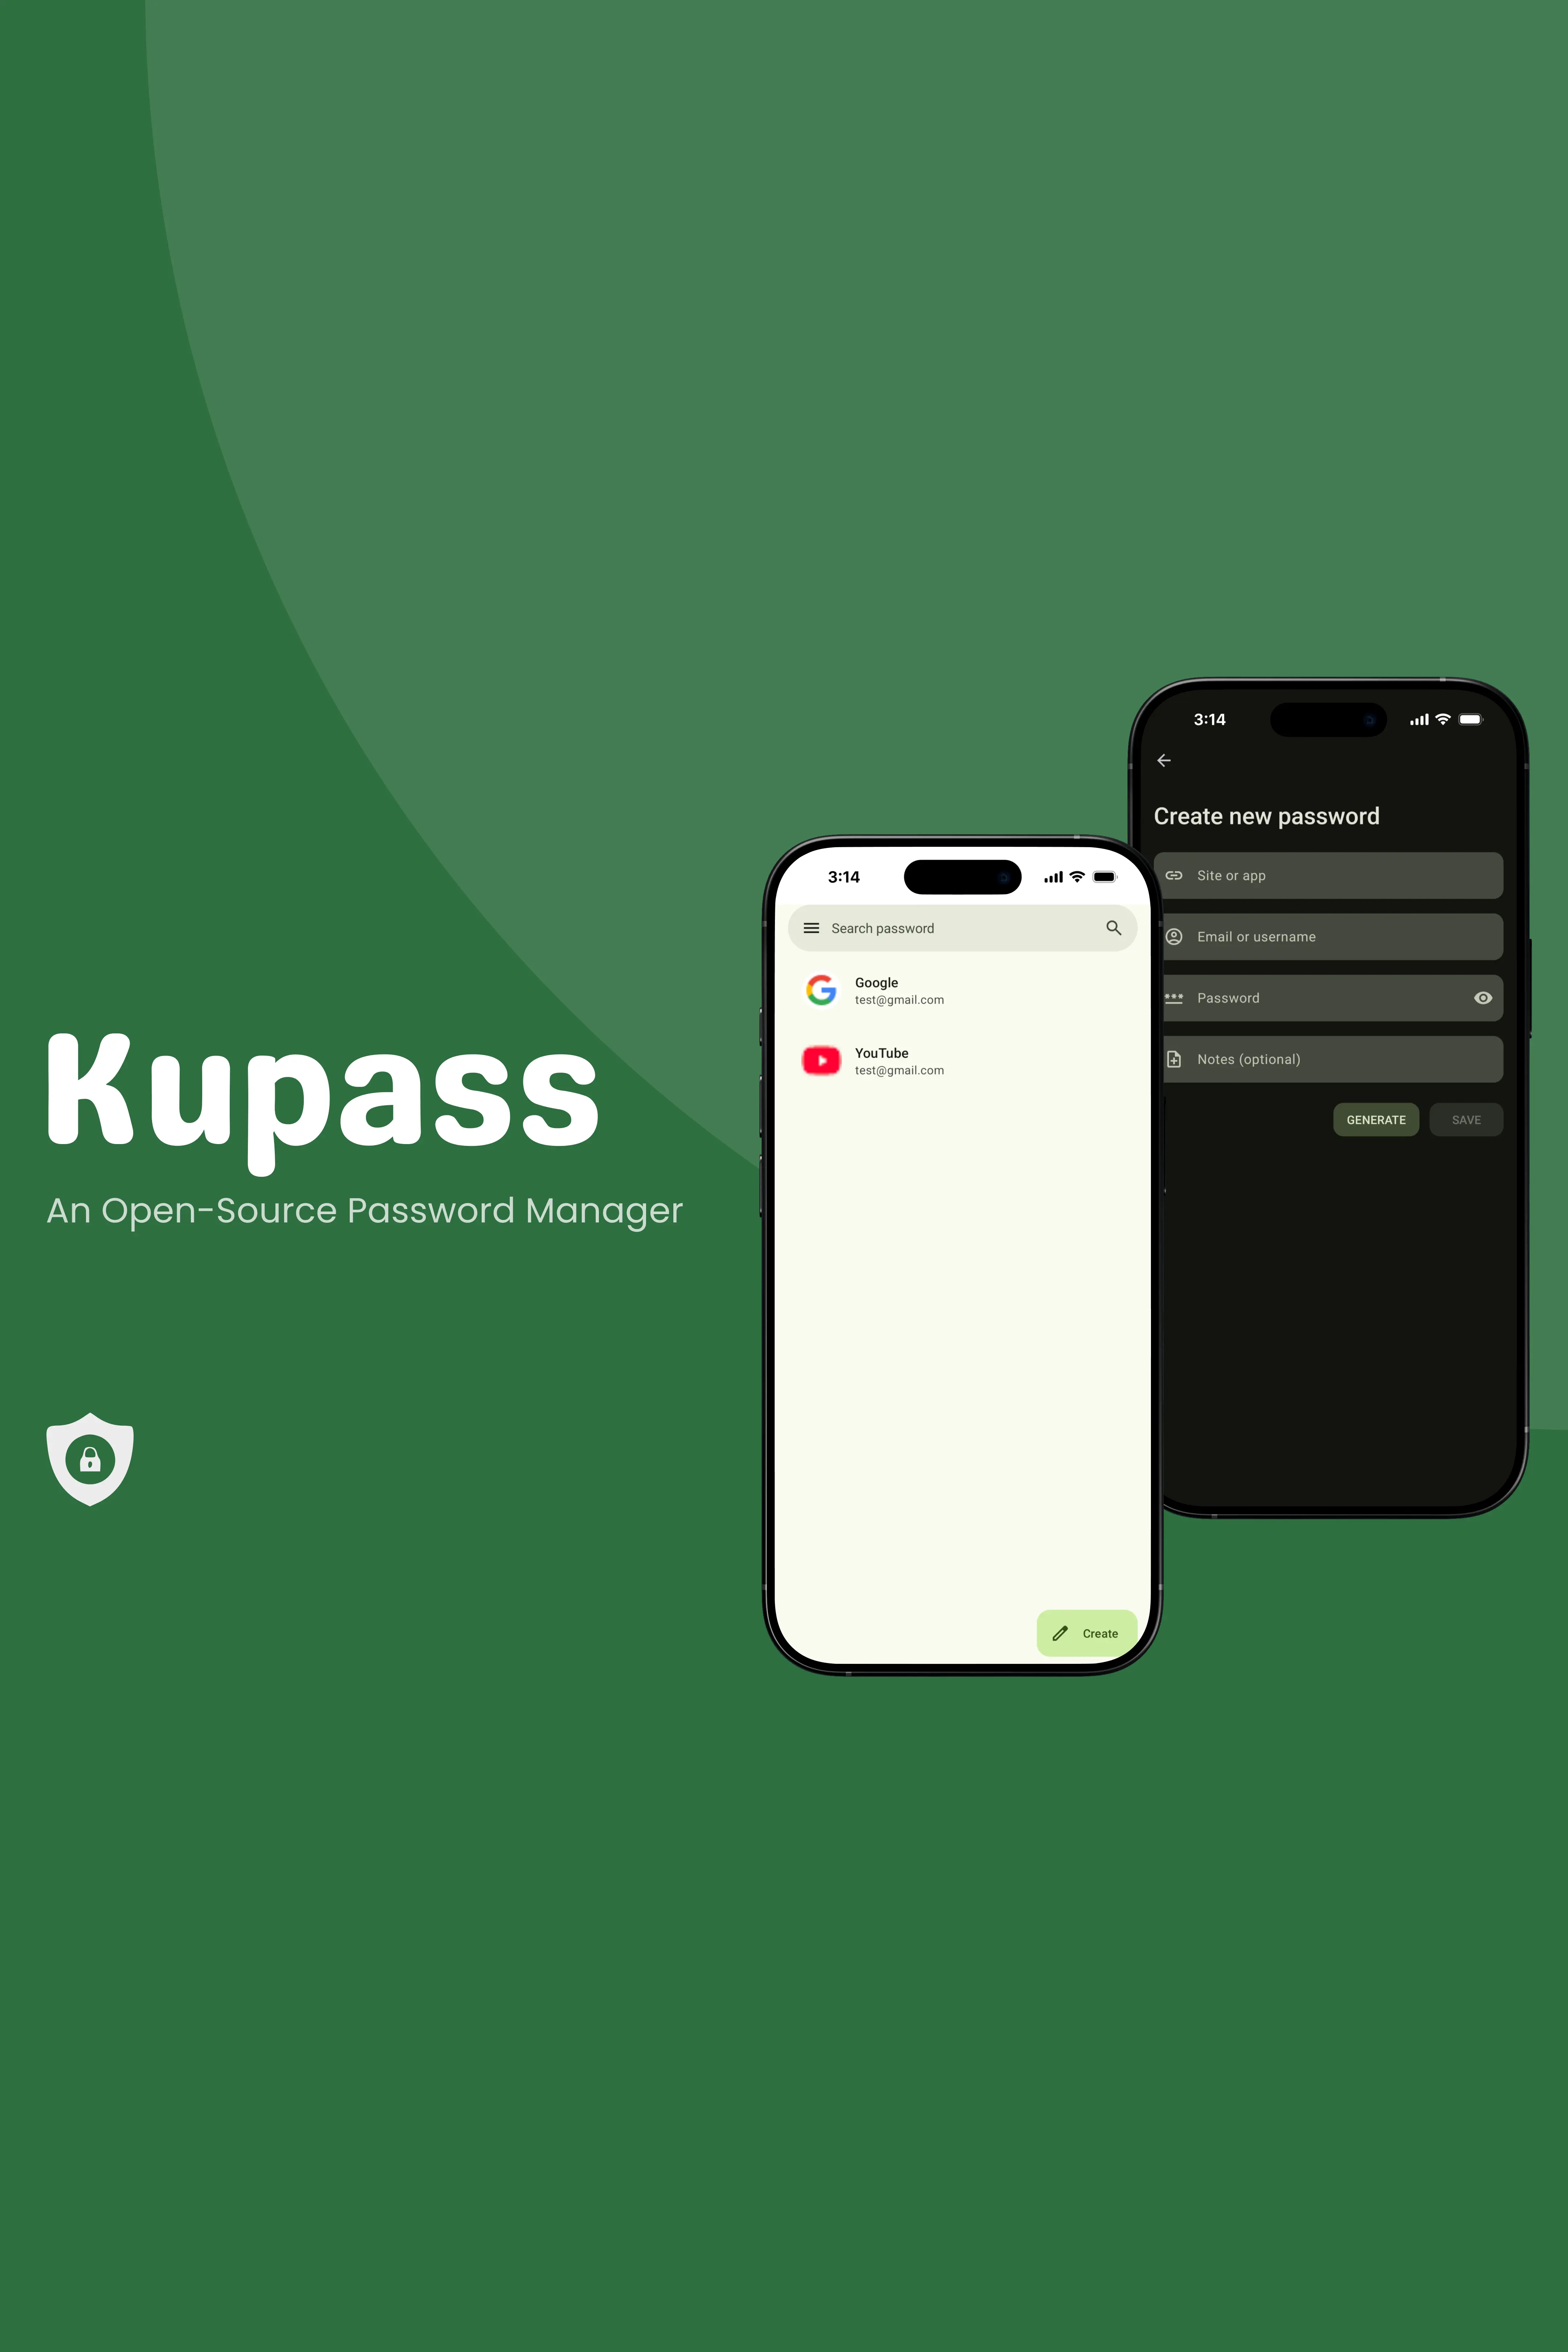 Kupass
An Open-Source Password Manager
3:14
Search password
Google
test@gmail.com
YouTube
test@gmail.com
Create
3:14
Create new password
Site or app
Email or username
Password
Notes (optional)
GENERATE
SAVE